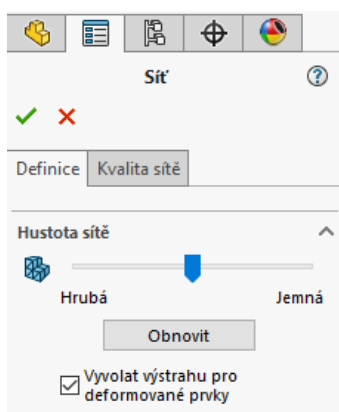 Síť
?
Definice Kvalita sítě
Hustota sítě
Hrubá Jemná
Obnovit
Vyvolat výstrahu pro
deformované prvky